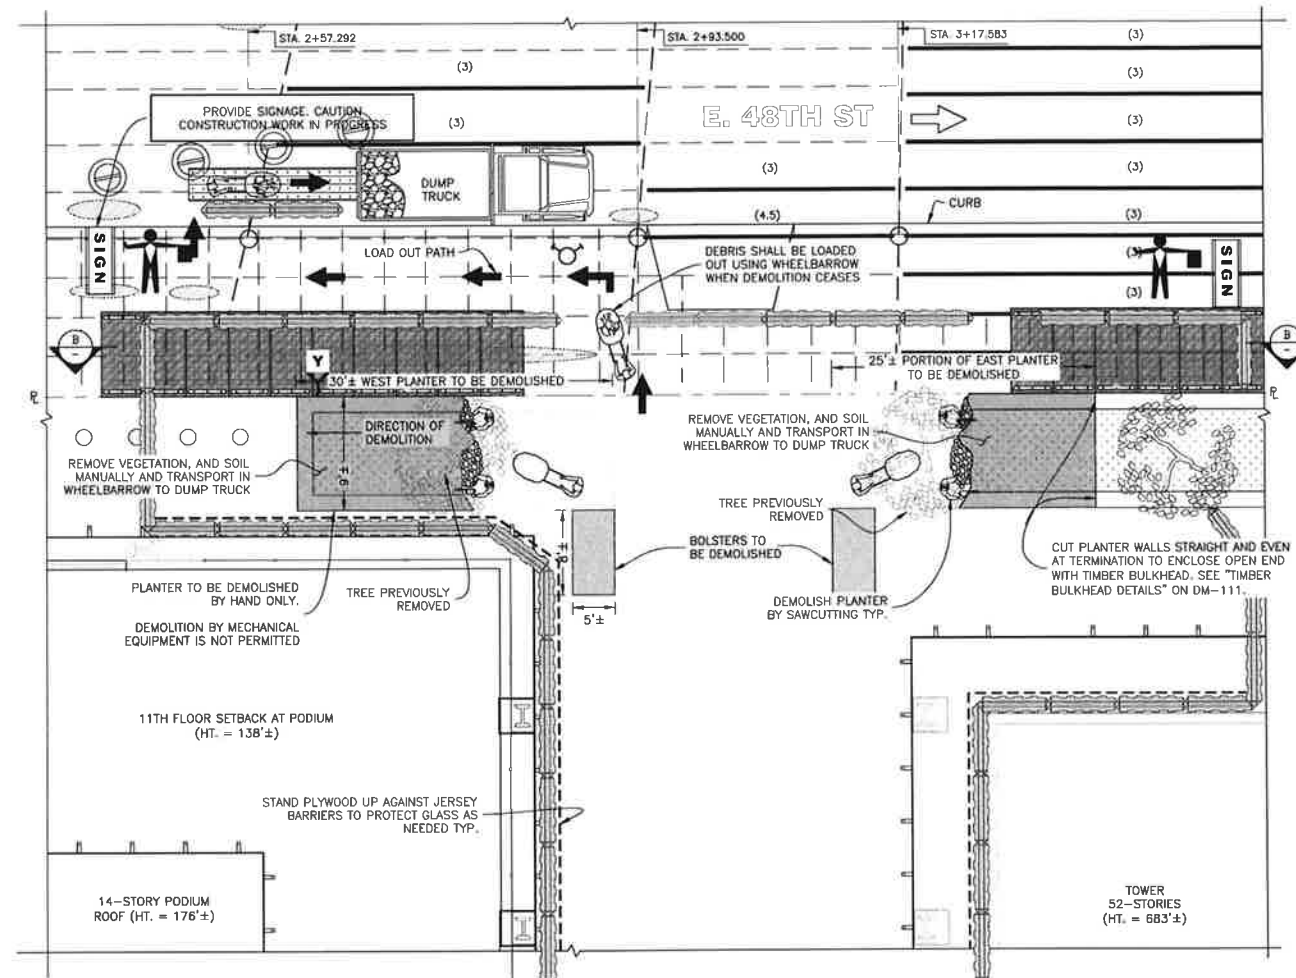 STA. 2+57.292
STA. 2+93.500
STA. 3+17.583
(3)
(3)
(3)
(3)
PROVIDE SIGNAGE. CAUTION
CONSTRUCTION WORK IN PROGRESS
(3)
E. 48TH ST
(3)
(3)
(3)
(3)
DUMP
TRUCK
(3)
CURB
(4.5)
(3)
SIGN
LOAD OUT PATH
DEBRIS SHALL BE LOADED
OUT USING WHEELBARROW
WHEN DEMOLITION CEASES
(3)
(3)
SIGN
B
-
Y
30'± WEST PLANTER TO BE DEMOLISHED
25'± PORTION OF EAST PLANTER
TO BE DEMOLISHED
B
-
PL
PL
DIRECTION OF
DEMOLITION
REMOVE VEGETATION, AND SOIL
MANUALLY AND TRANSPORT IN
WHEELBARROW TO DUMP TRUCK
REMOVE VEGETATION, AND SOIL
MANUALLY AND TRANSPORT IN
WHEELBARROW TO DUMP TRUCK
TREE PREVIOUSLY
REMOVED
8'±
BOLSTERS TO
BE DEMOLISHED
CUT PLANTER WALLS STRAIGHT AND EVEN
AT TERMINATION TO ENCLOSE OPEN END
WITH TIMBER BULKHEAD. SEE "TIMBER
BULKHEAD DETAILS" ON DM-111.
PLANTER TO BE DEMOLISHED
BY HAND ONLY.
DEMOLITION BY MECHANICAL
EQUIPMENT IS NOT PERMITTED
TREE PREVIOUSLY
REMOVED
5'±
DEMOLISH PLANTER
BY SAWCUTTING TYP.
11TH FLOOR SETBACK AT PODIUM
(HT. = 138'±)
STAND PLYWOOD UP AGAINST JERSEY
BARRIERS TO PROTECT GLASS AS
NEEDED TYP.
14-STORY PODIUM
ROOF (HT. = 176'±)
TOWER
52-STORIES
(HT. = 683'±)